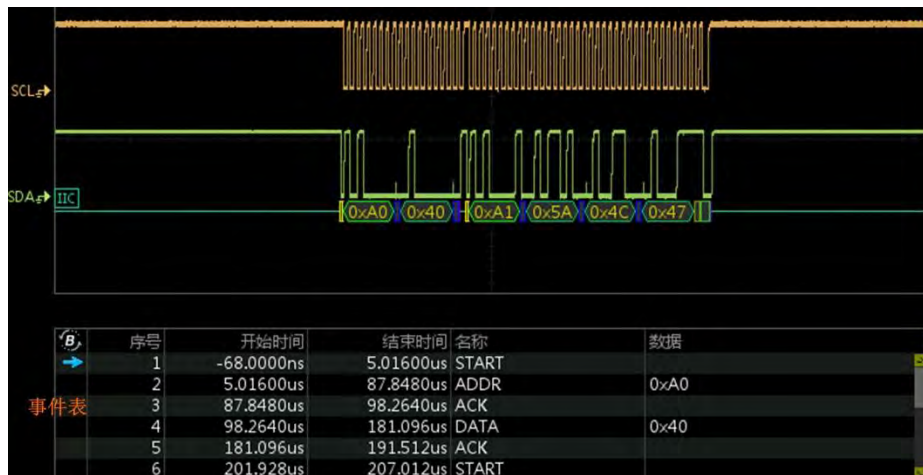 SCL
SDA IIC
0xA0 0x40 0xA1 0x5A 0x4C 0x47
B 序号 开始时间 结束时间 名称 数据
1 -68.0000ns 5.01600us START
2 5.01600us 87.8480us ADDR 0xA0
事件表 3 87.8480us 98.2640us ACK
4 98.2640us 181.096us DATA 0x40
5 181.096us 191.512us ACK
6 201.928us 207.012us START